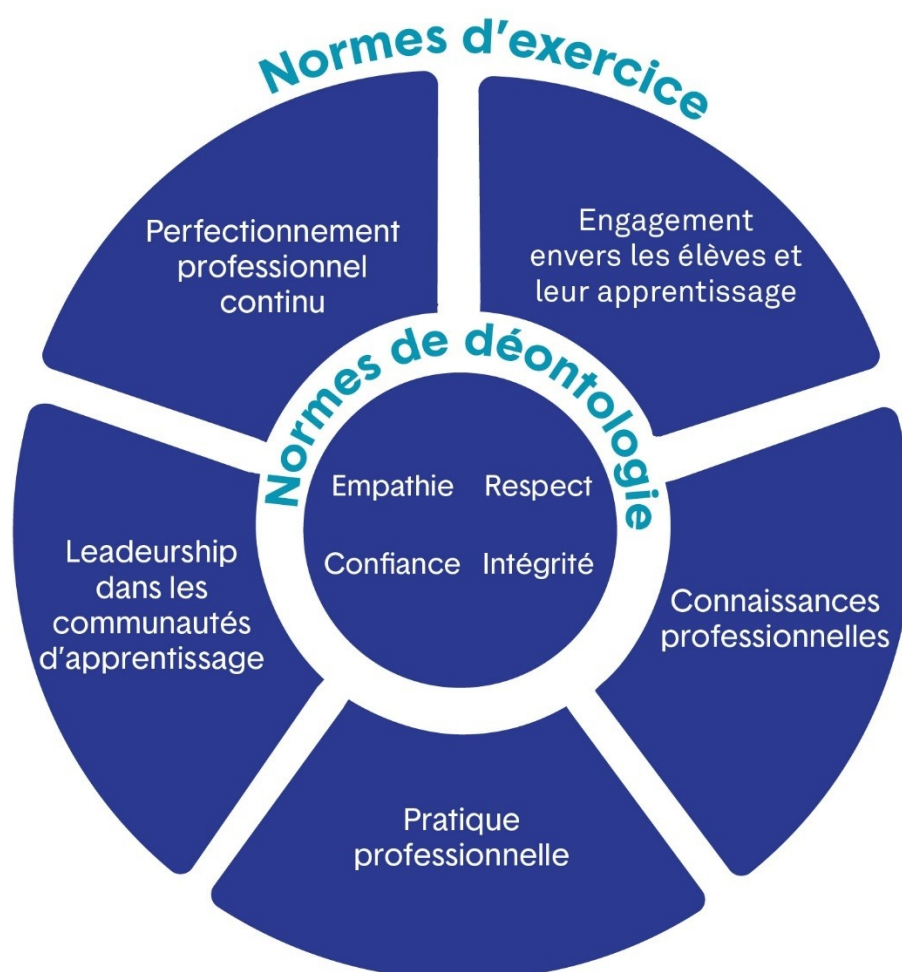 Normes d'exercice
Perfectionnement
professionnel
continu
Engagement
envers les élèves et
leur apprentissage
Normes de déontologie
Empathie Respect
Confiance Intégrité
Leadeurship
dans les
communautés
d'apprentissage
Connaissances
professionnelles
Pratique
professionnelle